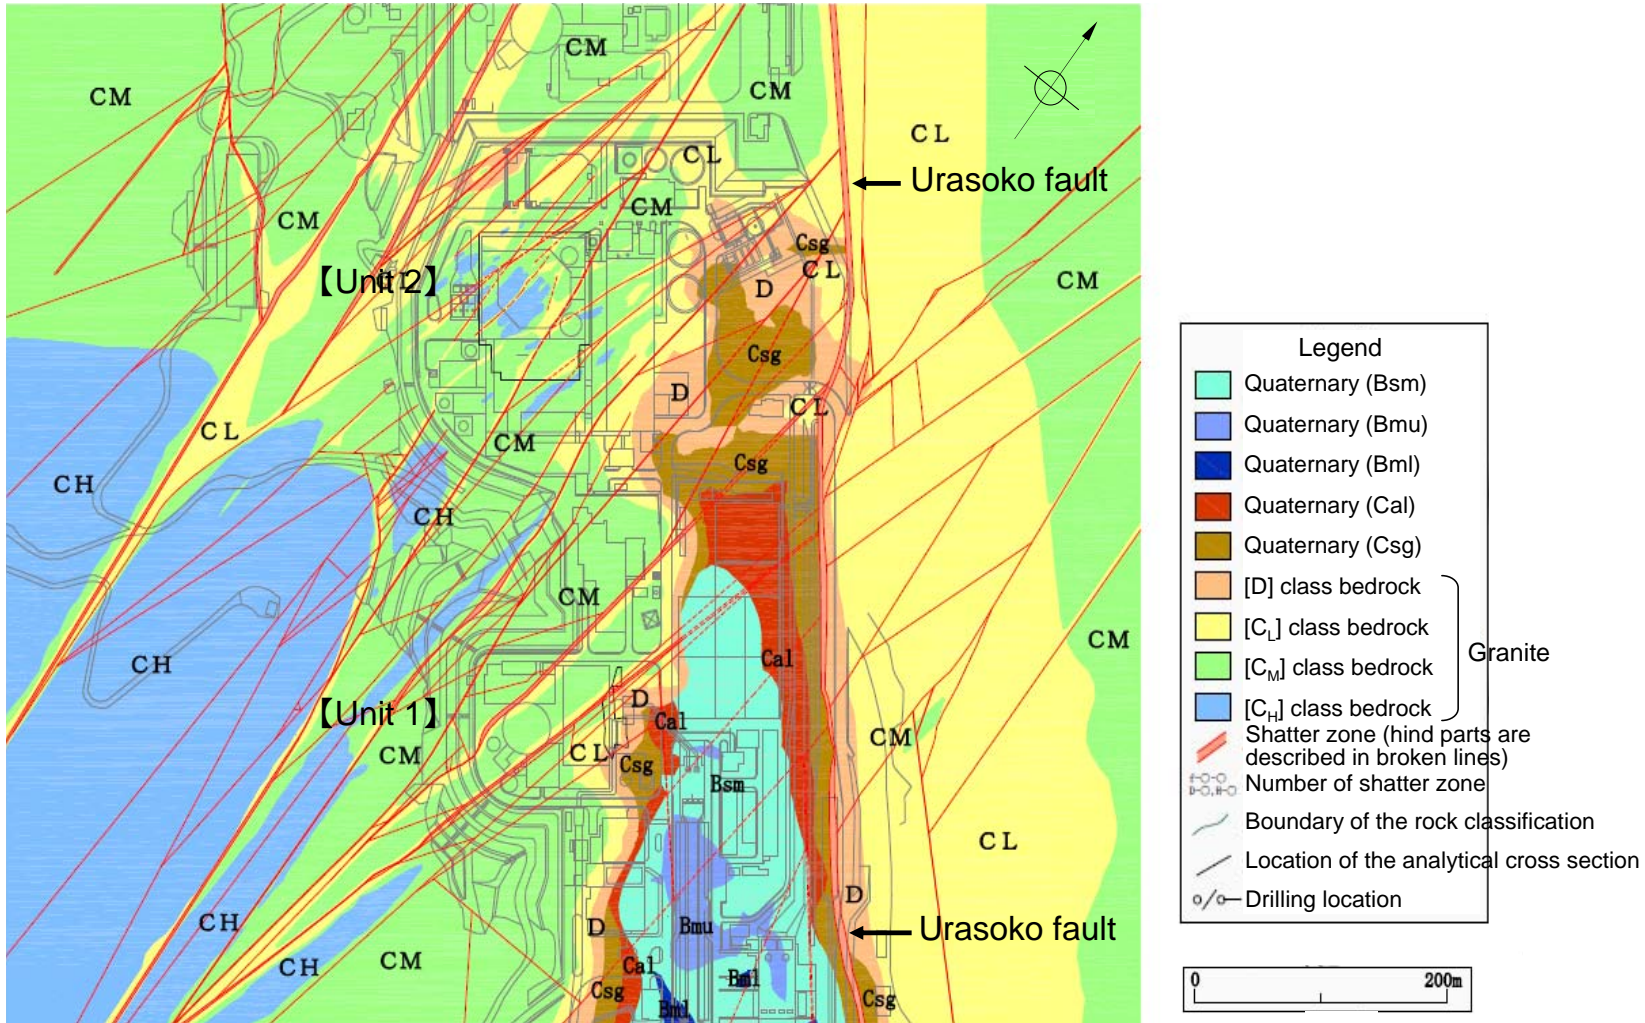 CM
CM
CM
CL
CL
Urasoko fault
CM
CM
Csg
CL
【Unit 2】
D
CM
Csg
D
CL
CL
CM
Csg
CH
CH
CM
CM
Cal
CH
D
【Unit 1】
Cal
CM
CM
CL
Csg
Bsm
CL
D
CH
D
Bmu
Urasoko fault
CM
CH
Cal
Bml
Csg
Csg
Bml
Legend
Quaternary (Bsm)
Quaternary (Bmu)
Quaternary (Bml)
Quaternary (Cal)
Quaternary (Csg)
[D] class bedrock
[CL] class bedrock
[CM] class bedrock
[CH] class bedrock
Granite
Shatter zone (hind parts are
described in broken lines)
f-○-○
D-○,H-○
Number of shatter zone
Boundary of the rock classification
Location of the analytical cross section
Drilling location
0 200m